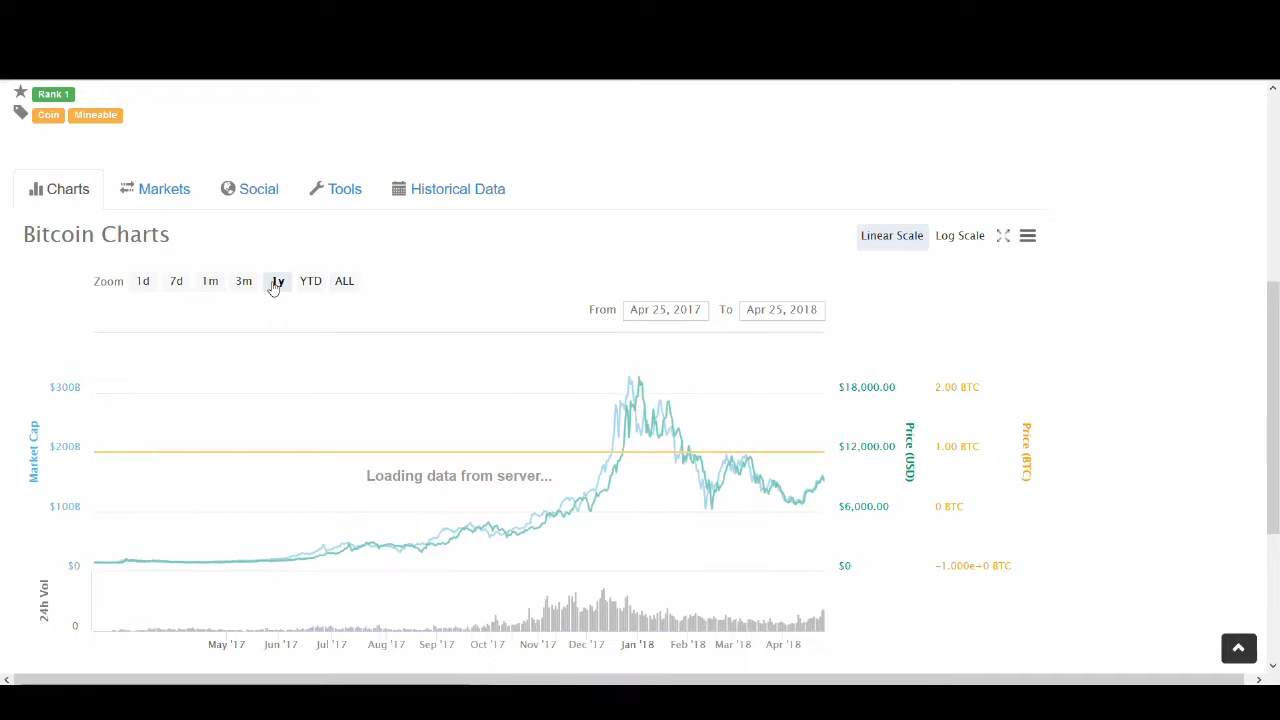 Rank 1
Coin Mineable
Charts Markets Social Tools Historical Data
Bitcoin Charts
Linear Scale Log Scale
Zoom 1d 7d 1m 3m 1y YTD ALL
From Apr 25, 2017 To Apr 25, 2018
$300B $18,000.00 2.00 BTC
Market Cap
$200B $12,000.00 1.00 BTC
Price (USD)
Price (BTC)
Loading data from server...
$100B $6,000.00 0 BTC
$0 $0 -1.000e+0 BTC
24h Vol
0
May '17 Jun '17 Jul '17 Aug '17 Sep '17 Oct '17 Nov '17 Dec '17 Jan '18 Feb '18 Mar '18 Apr '18